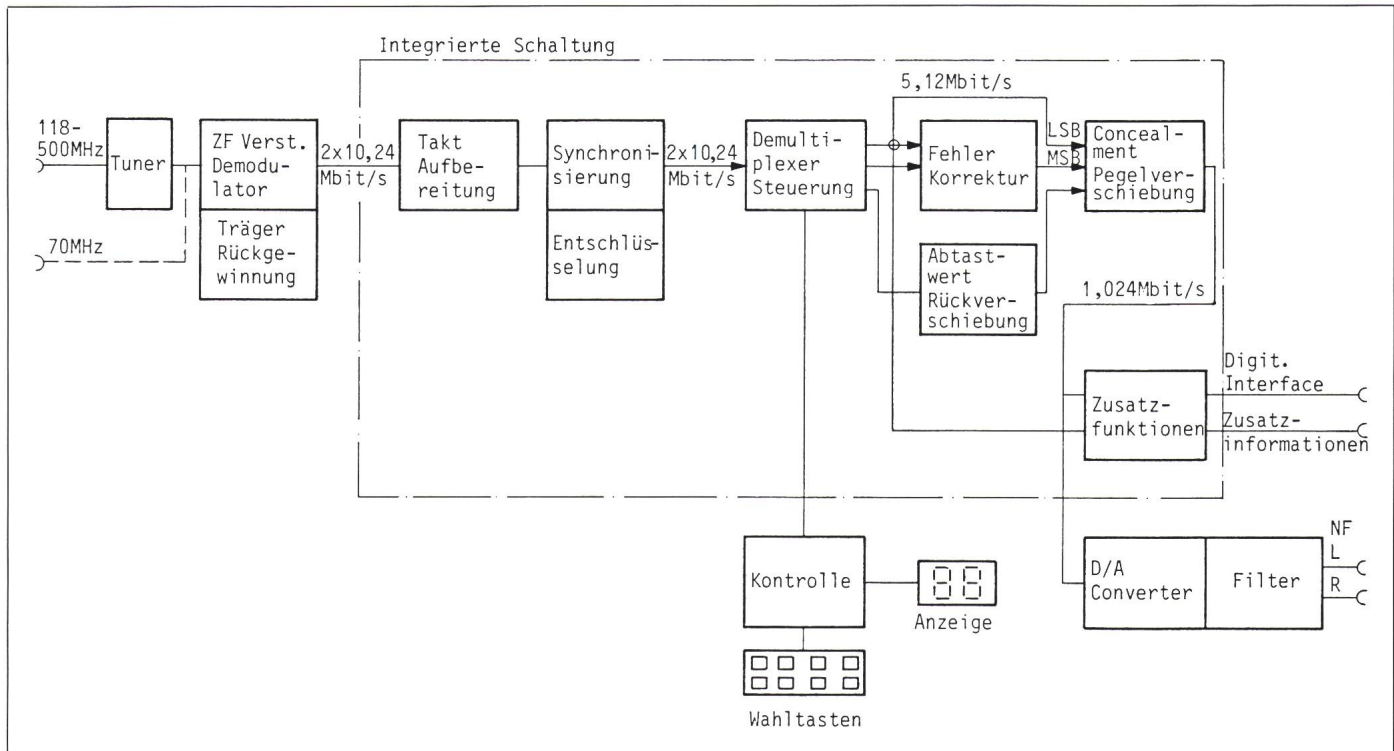 Integrierte Schaltung
5,12Mbit/s
118-
500MHz
Tuner
ZF Verst.
Demodu-
lator
2x10,24
Mbit/s
Takt
Aufbe-
reitung
Synchroni-
sierung
2x10,24
Mbit/s
Demulti-
plexer
Steuerung
Fehler
Korrektur
LSB
MSB
Conceal-
ment
Pegelver-
schiebung
70MHz
Träger
Rückge-
winnung
Entschlüs-
selung
Abtast-
wert
Rückver-
schiebung
1,024Mbit/s
Zusatz-
funktionen
Digit.
Interface
Zusatz-
informationen
Kontrolle
88
Anzeige
Wahltasten
D/A
Converter
Filter
NF
L
R